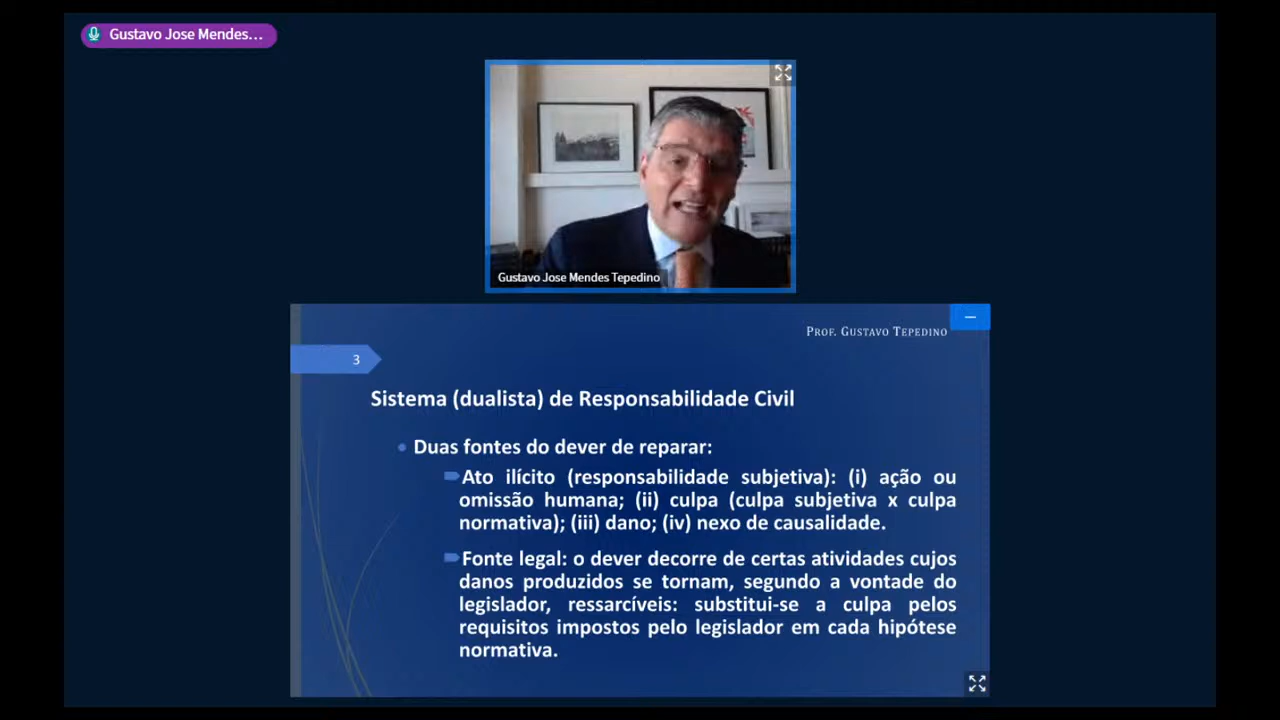 Gustavo Jose Mendes...
Gustavo Jose Mendes Tepedino
PROF. GUSTAVO TEPEDINO
3
Sistema (dualista) de Responsabilidade Civil
Duas fontes do dever de reparar:
Ato ilícito (responsabilidade subjetiva): (i) ação ou
omissão humana; (ii) culpa (culpa subjetiva x culpa
normativa); (iii) dano; (iv) nexo de causalidade.
Fonte legal: o dever decorre de certas atividades cujos
danos produzidos se tornam, segundo a vontade do
legislador, ressarcíveis: substitui-se a culpa pelos
requisitos impostos pelo legislador em cada hipótese
normativa.